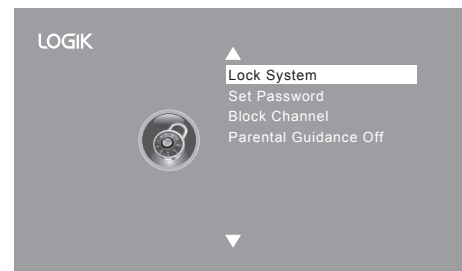 LOGIK
Lock System
Set Password
Block Channel
Parental Guidance Off